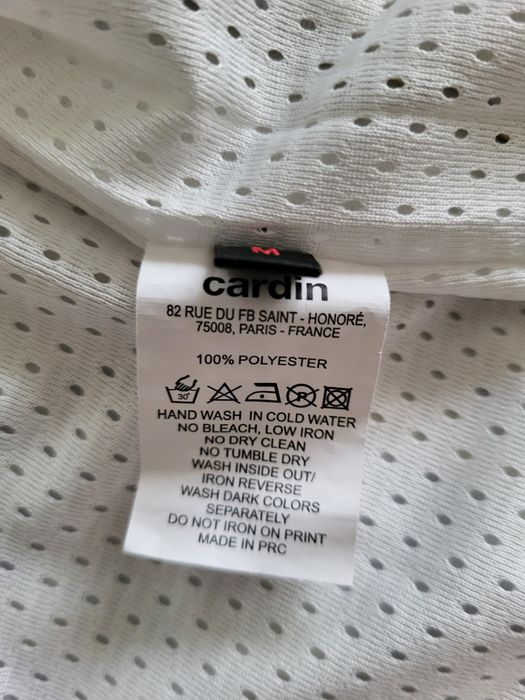 M
cardin
82 RUE DU FB SAINT - HONORÉ,
75008, PARIS - FRANCE
100% POLYESTER
30°
HAND WASH IN COLD WATER
NO BLEACH, LOW IRON
NO DRY CLEAN
NO TUMBLE DRY
WASH INSIDE OUT/
IRON REVERSE
WASH DARK COLORS
SEPARATELY
DO NOT IRON ON PRINT
MADE IN PRC